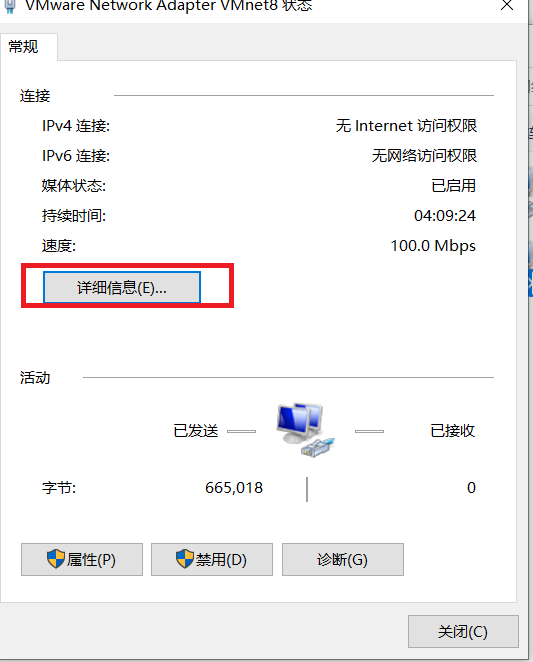 VMware Network Adapter VMnet8 状态
常规
连接
IPv4 连接: 无 Internet 访问权限
IPv6 连接: 无网络访问权限
媒体状态: 已启用
持续时间: 04:09:24
速度: 100.0 Mbps
详细信息(E)...
活动
已发送 已接收
字节: 665,018 0
属性(P) 禁用(D) 诊断(G)
关闭(C)